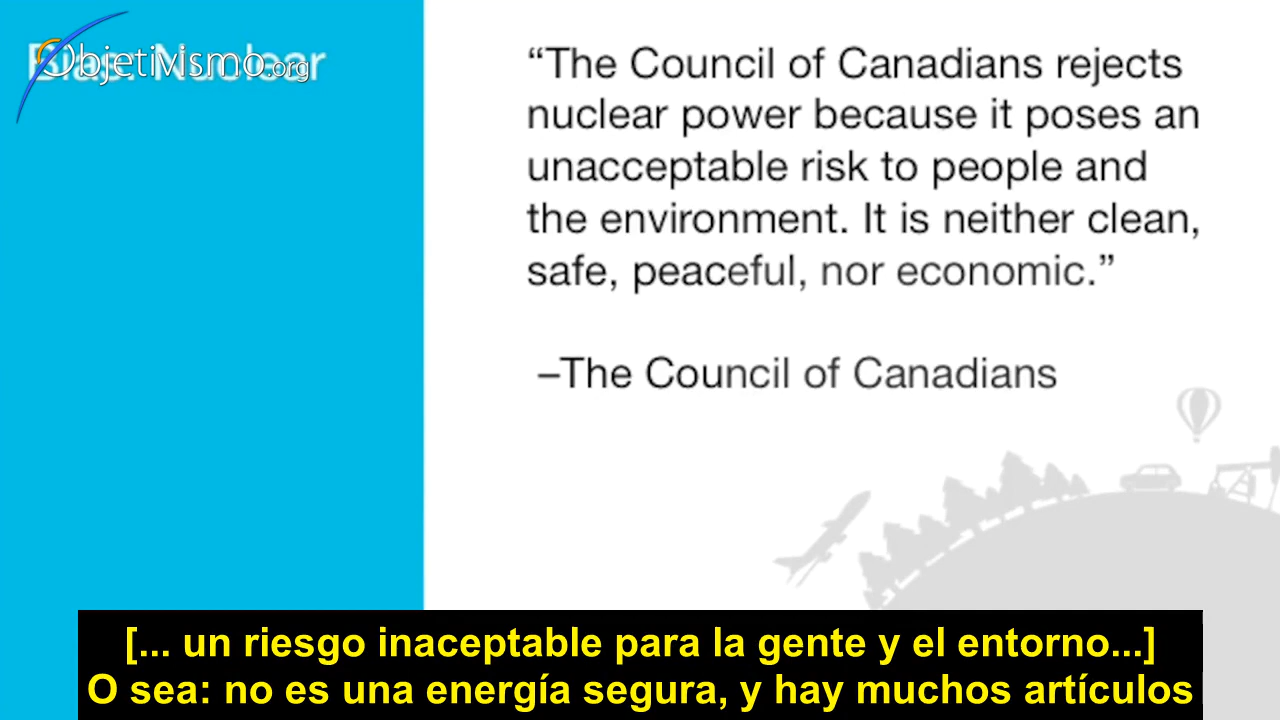 ObjetiVismo.org
“The Council of Canadians rejects
nuclear power because it poses an
unacceptable risk to people and
the environment. It is neither clean,
safe, peaceful, nor economic.”
–The Council of Canadians
[... un riesgo inaceptable para la gente y el entorno...]
O sea: no es una energía segura, y hay muchos artículos